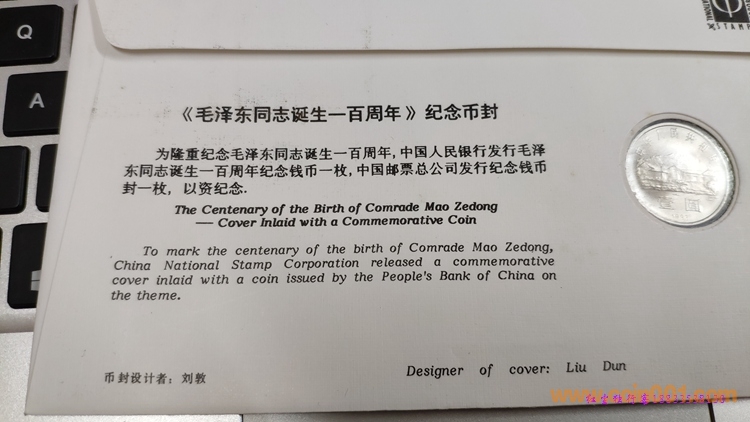 Q
A
STAMP
《毛泽东同志诞生一百周年》纪念币封
为隆重纪念毛泽东同志诞生一百周年,中国人民银行发行毛泽
东同志诞生一百周年纪念钱币一枚,中国邮票总公司发行纪念钱币
封一枚,以资纪念.
The Centenary of the Birth of Comrade Mao Zedong
— Cover Inlaid with a Commemorative Coin
To mark the centenary of the birth of Comrade Mao Zedong,
China National Stamp Corporation released a commemorative
cover inlaid with a coin issued by the People's Bank of China on
the theme.
币封设计者:刘敦
Designer of cover: Liu Dun